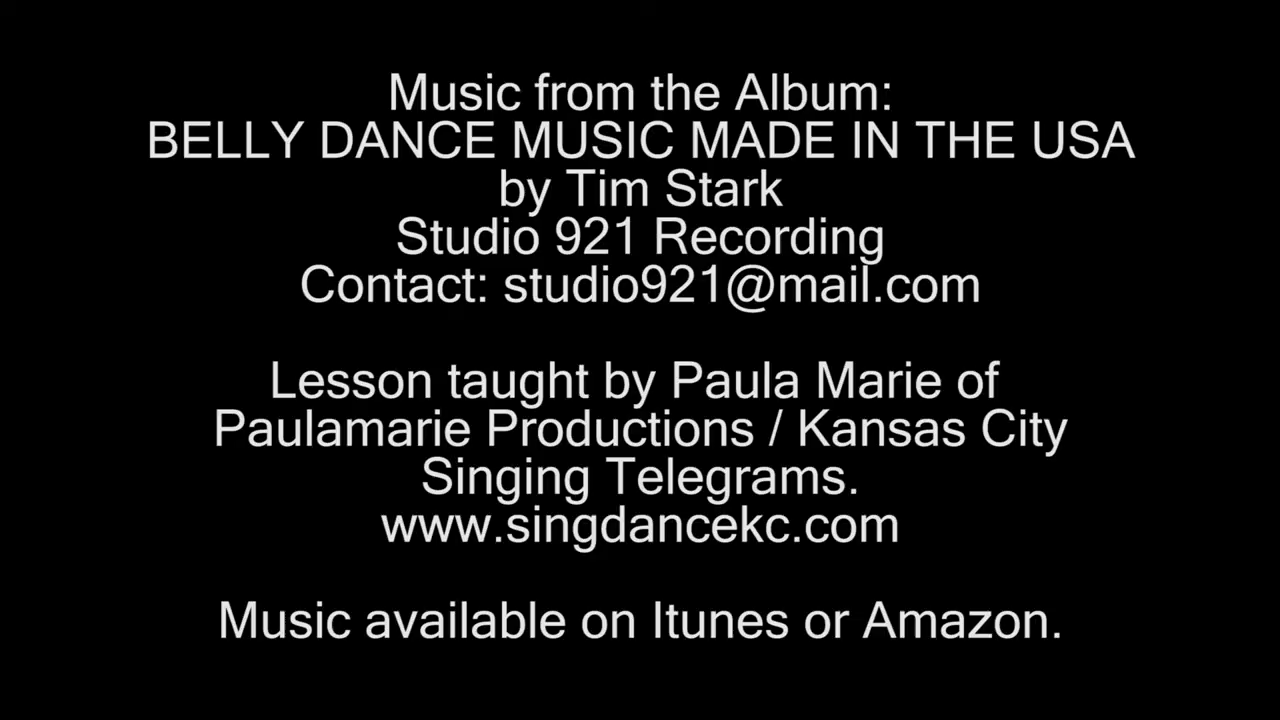 Music from the Album:
BELLY DANCE MUSIC MADE IN THE USA
by Tim Stark
Studio 921 Recording
Contact: studio921@mail.com
Lesson taught by Paula Marie of
Paulamarie Productions / Kansas City
Singing Telegrams.
www.singdancekc.com
Music available on Itunes or Amazon.